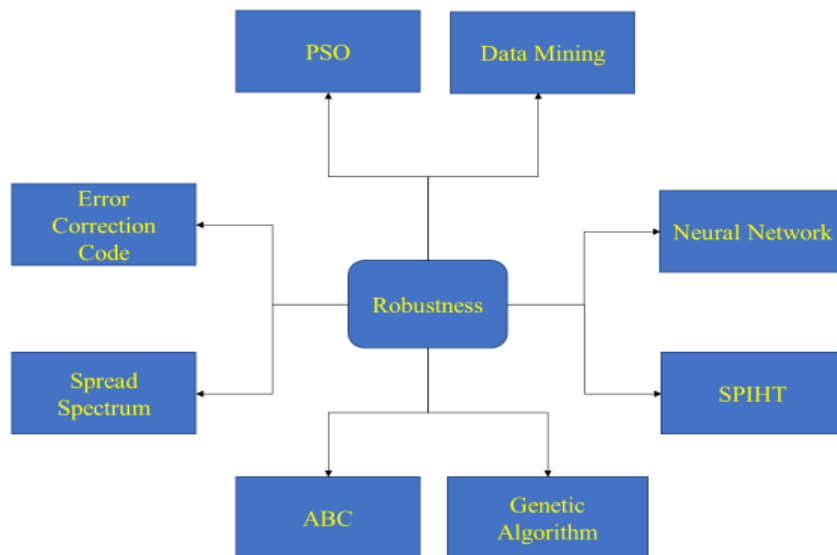 PSO
Data Mining
Error
Correction
Code
Neural Network
Robustness
Spread
Spectrum
SPIHT
ABC
Genetic
Algorithm